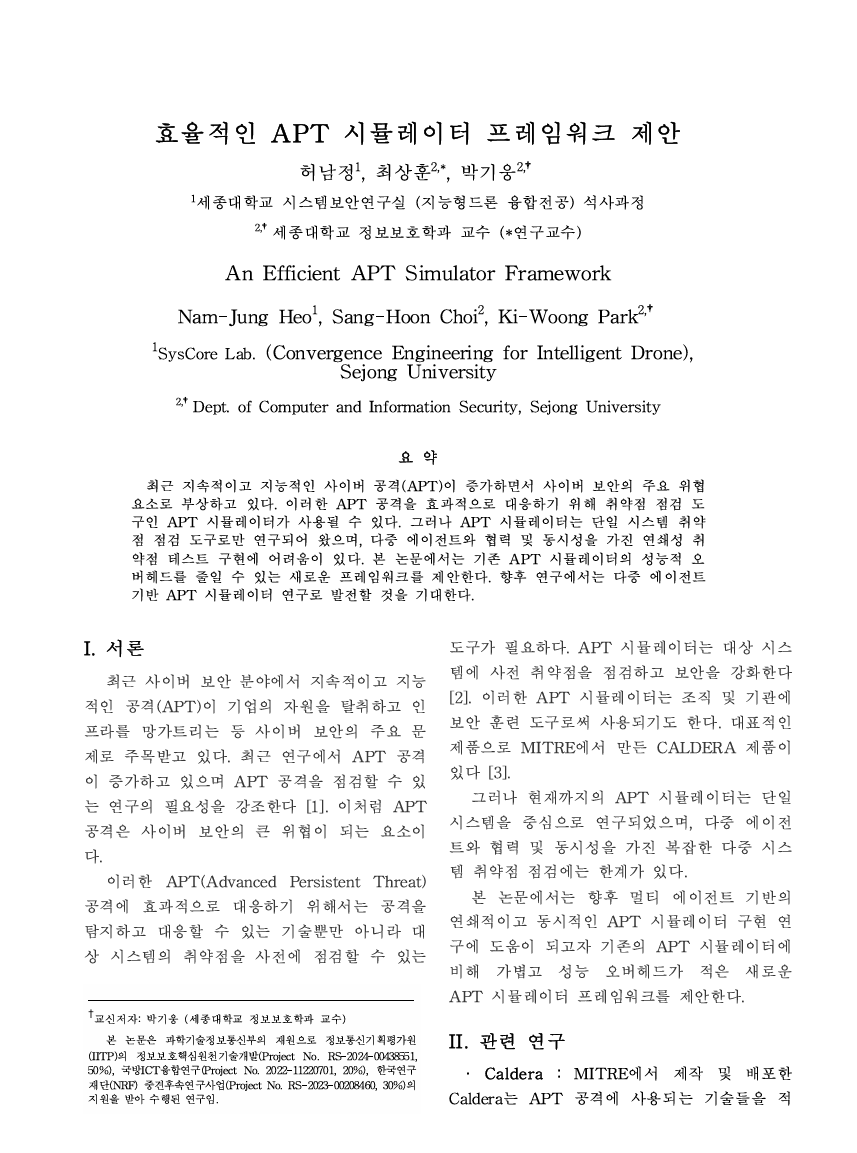 효율적인 APT 시뮬레이터 프레임워크 제안
허남정1, 최상훈2,*, 박기웅2,†
1세종대학교 시스템보안연구실 (지능형드론 융합전공) 석사과정
2,† 세종대학교 정보보호학과 교수 (*연구교수)
An Efficient APT Simulator Framework
Nam-Jung Heo1, Sang-Hoon Choi2, Ki-Woong Park2,†
1SysCore Lab. (Convergence Engineering for Intelligent Drone),
Sejong University
2,† Dept. of Computer and Information Security, Sejong University
요 약
최근 지속적이고 지능적인 사이버 공격(APT)이 증가하면서 사이버 보안의 주요 위협
요소로 부상하고 있다. 이러한 APT 공격을 효과적으로 대응하기 위해 취약점 점검 도
구인 APT 시뮬레이터가 사용될 수 있다. 그러나 APT 시뮬레이터는 단일 시스템 취약
점 점검 도구로만 연구되어 왔으며, 다중 에이전트와 협력 및 동시성을 가진 연쇄성 취
약점 테스트 구현에 어려움이 있다. 본 논문에서는 기존 APT 시뮬레이터의 성능적 오
버헤드를 줄일 수 있는 새로운 프레임워크를 제안한다. 향후 연구에서는 다중 에이전트
기반 APT 시뮬레이터 연구로 발전할 것을 기대한다.
I. 서론
최근 사이버 보안 분야에서 지속적이고 지능
적인 공격(APT)이 기업의 자원을 탈취하고 인
프라를 망가트리는 등 사이버 보안의 주요 문
제로 주목받고 있다. 최근 연구에서 APT 공격
이 증가하고 있으며 APT 공격을 점검할 수 있
는 연구의 필요성을 강조한다 [1]. 이처럼 APT
공격은 사이버 보안의 큰 위협이 되는 요소이
다.
이러한 APT(Advanced Persistent Threat)
공격에 효과적으로 대응하기 위해서는 공격을
탐지하고 대응할 수 있는 기술뿐만 아니라 대
상 시스템의 취약점을 사전에 점검할 수 있는
†교신저자: 박기웅 (세종대학교 정보보호학과 교수)
본 논문은 과학기술정보통신부의 재원으로 정보통신기획평가원
(IITP)의 정보보호핵심원천기술개발(Project No. RS-2024-00438551,
50%), 국방ICT융합연구(Project No. 2022-11220701, 20%), 한국연구
재단(NRF) 중견후속연구사업(Project No. RS-2023-00208460, 30%)의
지원을 받아 수행된 연구임.
도구가 필요하다. APT 시뮬레이터는 대상 시스
템에 사전 취약점을 점검하고 보안을 강화한다
[2]. 이러한 APT 시뮬레이터는 조직 및 기관에
보안 훈련 도구로써 사용되기도 한다. 대표적인
제품으로 MITRE에서 만든 CALDERA 제품이
있다 [3].
그러나 현재까지의 APT 시뮬레이터는 단일
시스템을 중심으로 연구되었으며, 다중 에이전
트와 협력 및 동시성을 가진 복잡한 다중 시스
템 취약점 점검에는 한계가 있다.
본 논문에서는 향후 멀티 에이전트 기반의
연쇄적이고 동시적인 APT 시뮬레이터 구현 연
구에 도움이 되고자 기존의 APT 시뮬레이터에
비해 가볍고 성능 오버헤드가 적은 새로운
APT 시뮬레이터 프레임워크를 제안한다.
II. 관련 연구
· Caldera : MITRE에서 제작 및 배포한
Caldera는 APT 공격에 사용되는 기술들을 적